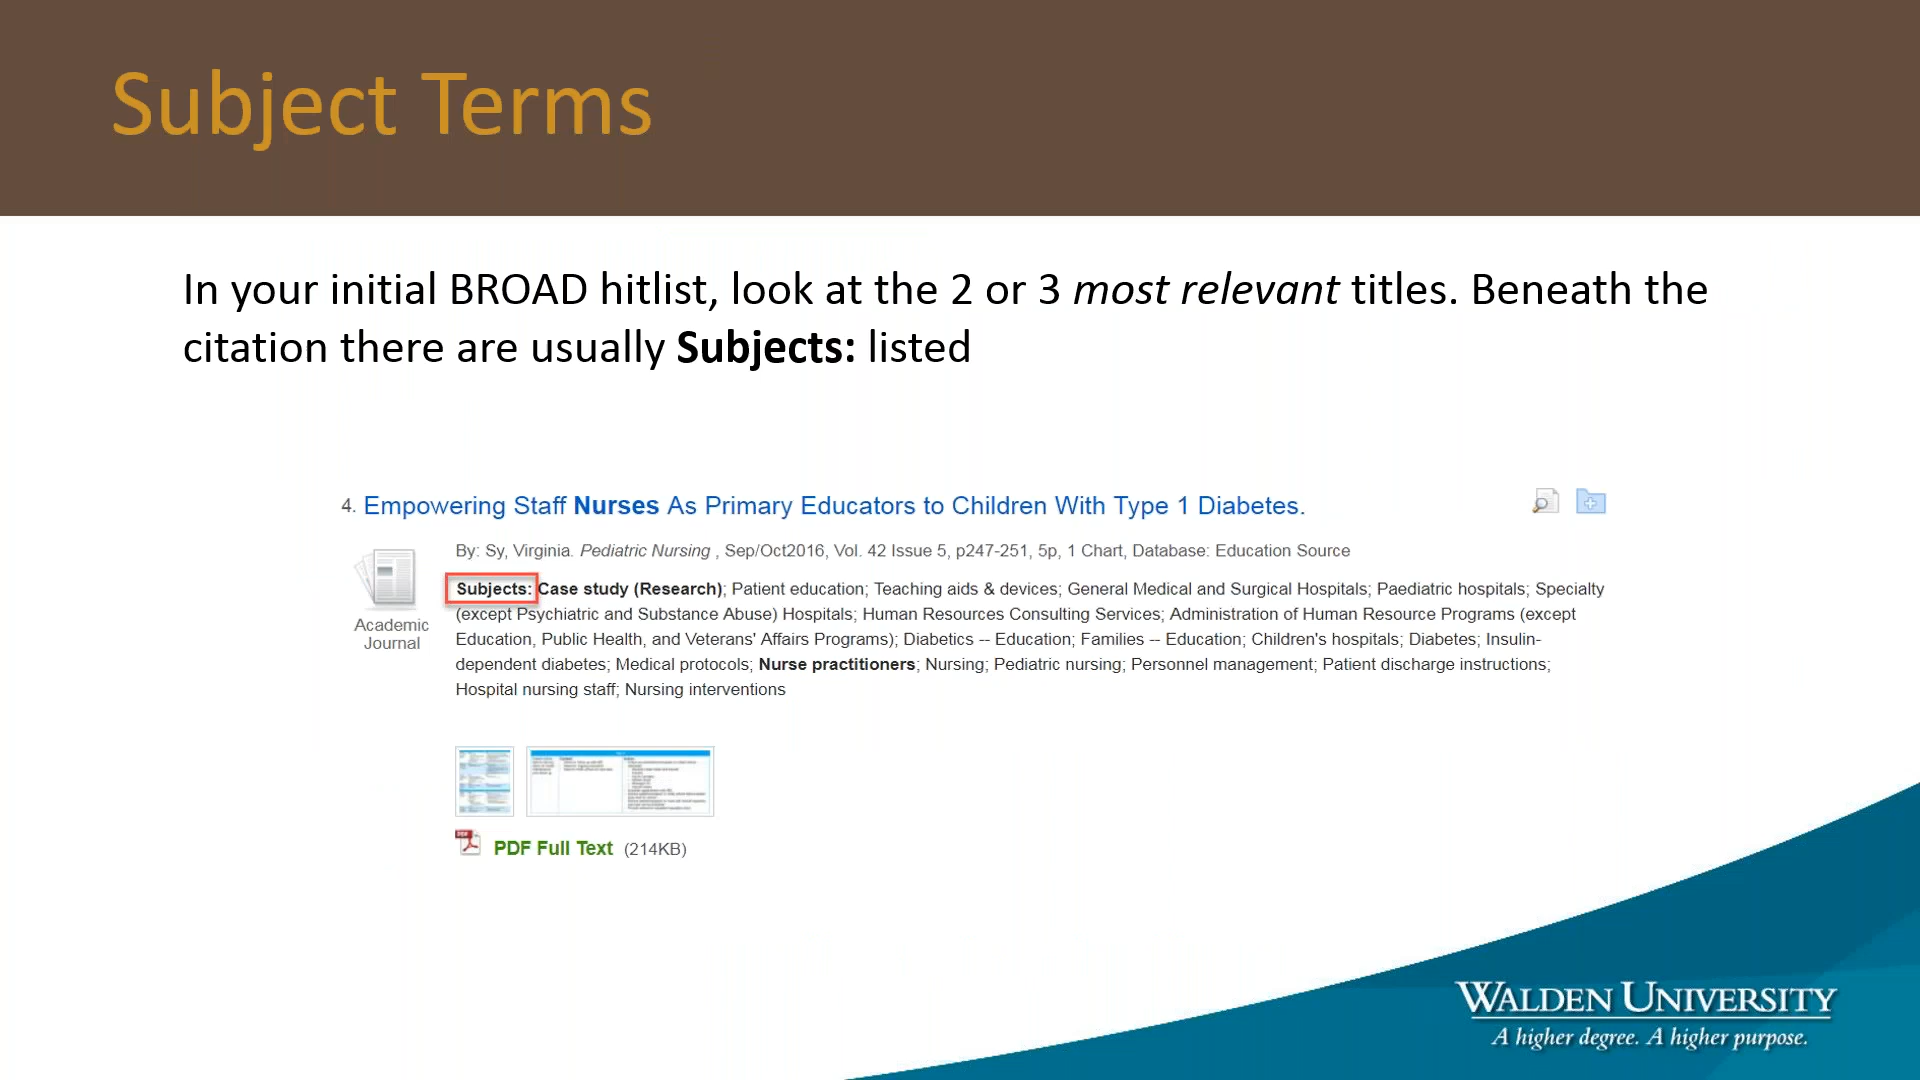 Subject Terms
In your initial BROAD hitlist, look at the 2 or 3 most relevant titles. Beneath the
citation there are usually Subjects: listed
4. Empowering Staff Nurses As Primary Educators to Children With Type 1 Diabetes.
By: Sy, Virginia. Pediatric Nursing , Sep/Oct2016, Vol. 42 Issue 5, p247-251, 5p, 1 Chart, Database: Education Source
Subjects: Case study (Research); Patient education; Teaching aids & devices; General Medical and Surgical Hospitals; Paediatric hospitals; Specialty
(except Psychiatric and Substance Abuse) Hospitals; Human Resources Consulting Services; Administration of Human Resource Programs (except
Education, Public Health, and Veterans' Affairs Programs); Diabetics -- Education; Families -- Education; Children's hospitals; Diabetes; Insulin-
dependent diabetes; Medical protocols; Nurse practitioners; Nursing; Pediatric nursing; Personnel management; Patient discharge instructions;
Hospital nursing staff; Nursing interventions
Academic
Journal
PDF
PDF Full Text (214KB)
WALDEN UNIVERSITY
A higher degree. A higher purpose.